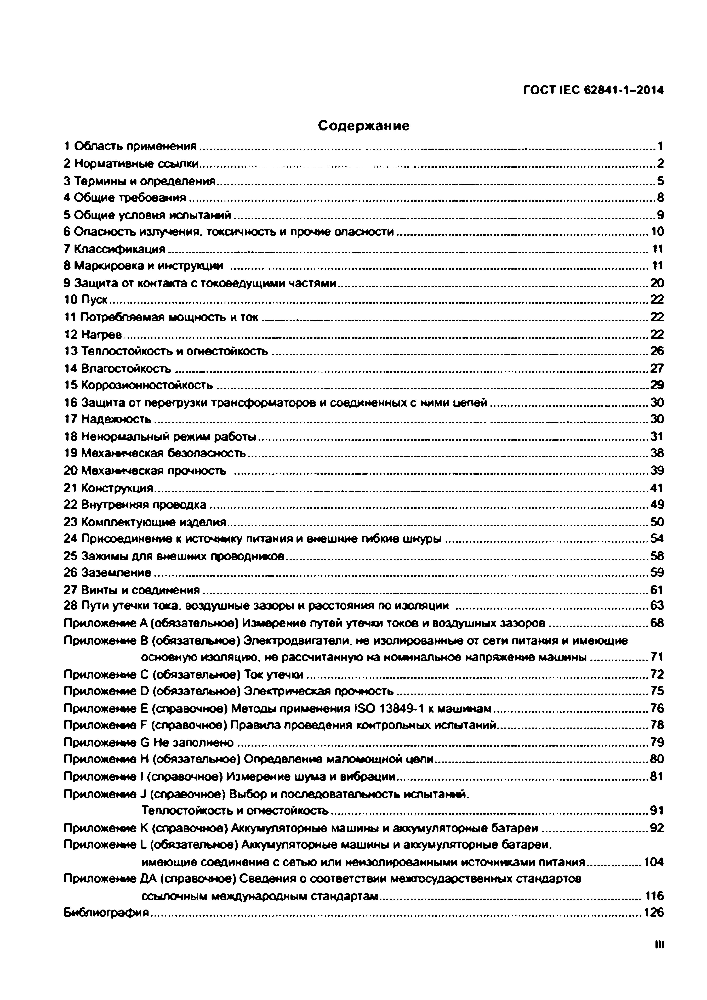 ГОСТ IEC 62841-1–2014
Содержание
1 Область применения ... 1
2 Нормативные ссылки ... 2
3 Термины и определения ... 5
4 Общие требования ... 8
5 Общие условия испытаний ... 9
6 Опасность излучения, токсичность и прочие опасности ... 10
7 Классификация ... 11
8 Маркировка и инструкции ... 11
9 Защита от контакта с токоведущими частями ... 20
10 Пуск ... 22
11 Потребляемая мощность и ток ... 22
12 Нагрев ... 22
13 Теплостойкость и огнестойкость ... 26
14 Влагостойкость ... 27
15 Коррозионностойкость ... 29
16 Защита от перегрузки трансформаторов и соединенных с ними цепей ... 30
17 Надежность ... 30
18 Ненормальный режим работы ... 31
19 Механическая безопасность ... 38
20 Механическая прочность ... 39
21 Конструкция ... 41
22 Внутренняя проводка ... 49
23 Комплектующие изделия ... 50
24 Присоединение к источнику питания и внешние гибкие шнуры ... 54
25 Зажимы для внешних проводников ... 58
26 Заземление ... 59
27 Винты и соединения ... 61
28 Пути утечки тока, воздушные зазоры и расстояния по изоляции ... 63
Приложение A (обязательное) Измерение путей утечки токов и воздушных зазоров ... 68
Приложение B (обязательное) Электродвигатели, не изолированные от сети питания и имеющие
основную изоляцию, не рассчитанную на номинальное напряжение машины ... 71
Приложение C (обязательное) Ток утечки ... 72
Приложение D (обязательное) Электрическая прочность ... 75
Приложение E (справочное) Методы применения ISO 13849-1 к машинам ... 76
Приложение F (справочное) Правила проведения контрольных испытаний ... 78
Приложение G Не заполнено ... 79
Приложение H (обязательное) Определение маломощной цепи ... 80
Приложение I (справочное) Измерение шума и вибрации ... 81
Приложение J (справочное) Выбор и последовательность испытаний.
Теплостойкость и огнестойкость ... 91
Приложение K (справочное) Аккумуляторные машины и аккумуляторные батареи ... 92
Приложение L (обязательное) Аккумуляторные машины и аккумуляторные батареи,
имеющие соединение с сетью или неизолированными источниками питания ... 104
Приложение ДА (справочное) Сведения о соответствии межгосударственных стандартов
ссылочным международным стандартам ... 116
Библиография ... 126
III